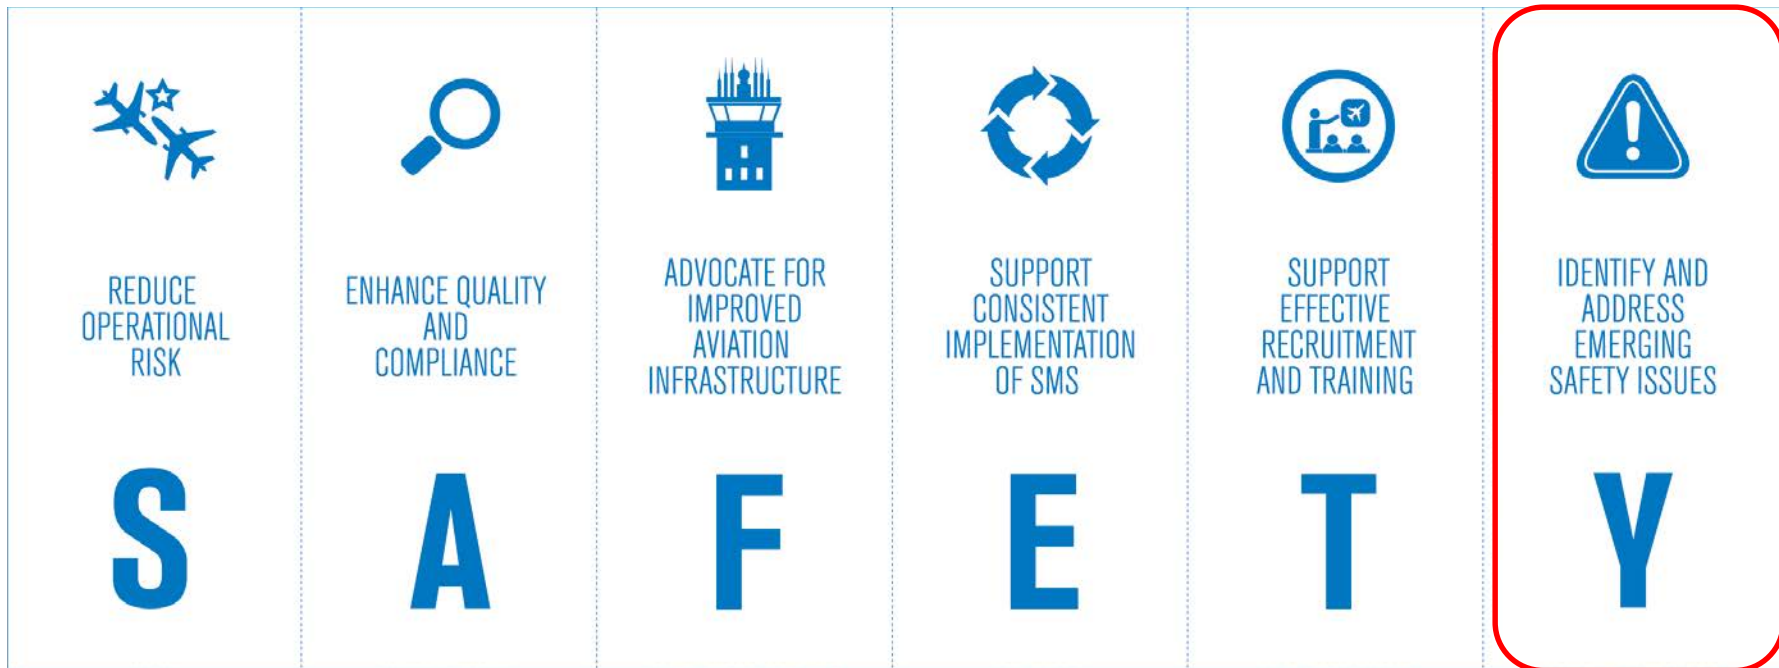 REDUCE
OPERATIONAL
RISK
ENHANCE QUALITY
AND
COMPLIANCE
ADVOCATE FOR
IMPROVED
AVIATION
INFRASTRUCTURE
SUPPORT
CONSISTENT
IMPLEMENTATION
OF SMS
SUPPORT
EFFECTIVE
RECRUITMENT
AND TRAINING
IDENTIFY AND
ADDRESS
EMERGING
SAFETY ISSUES
S A F E T Y